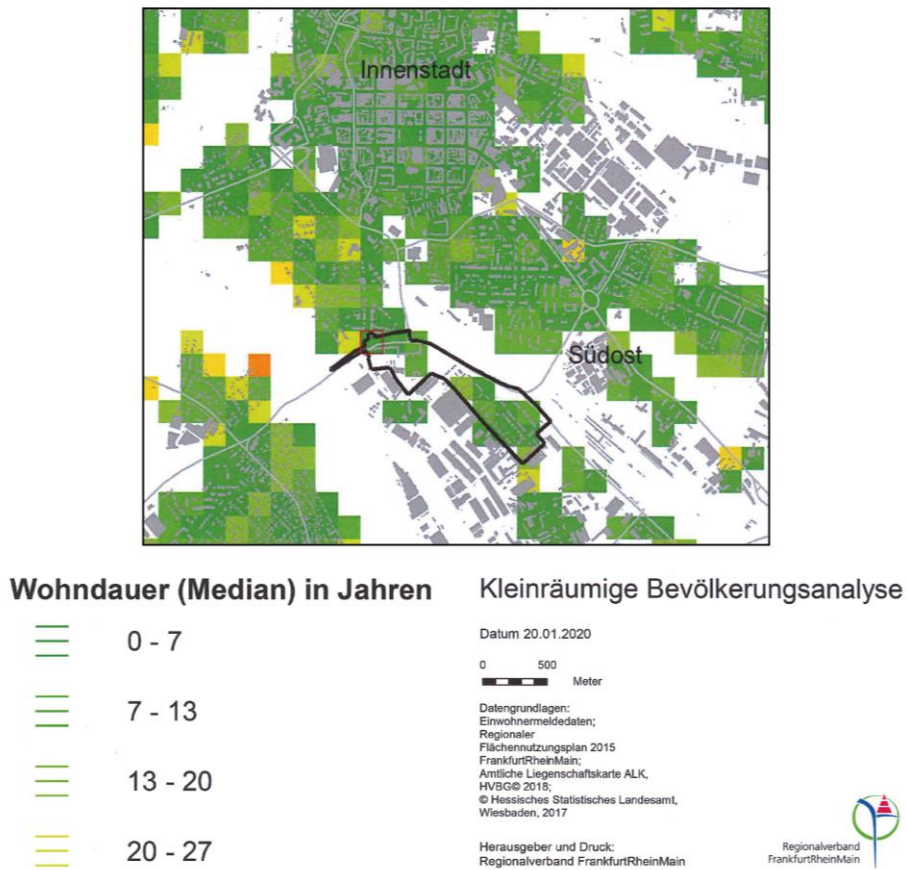 Innenstadt
Südost
Wohndauer (Median) in Jahren
0 - 7
7 - 13
13 - 20
20 - 27
Kleinräumige Bevölkerungsanalyse
Datum 20.01.2020
0 500
Meter
Datengrundlagen:
Einwohnermeldedaten;
Regionaler
Flächennutzungsplan 2015
FrankfurtRheinMain;
Amtliche Liegenschaftskarte ALK,
HVBG© 2018;
© Hessisches Statistisches Landesamt,
Wiesbaden, 2017
Herausgeber und Druck:
Regionalverband FrankfurtRheinMain
Regionalverband
FrankfurtRheinMain